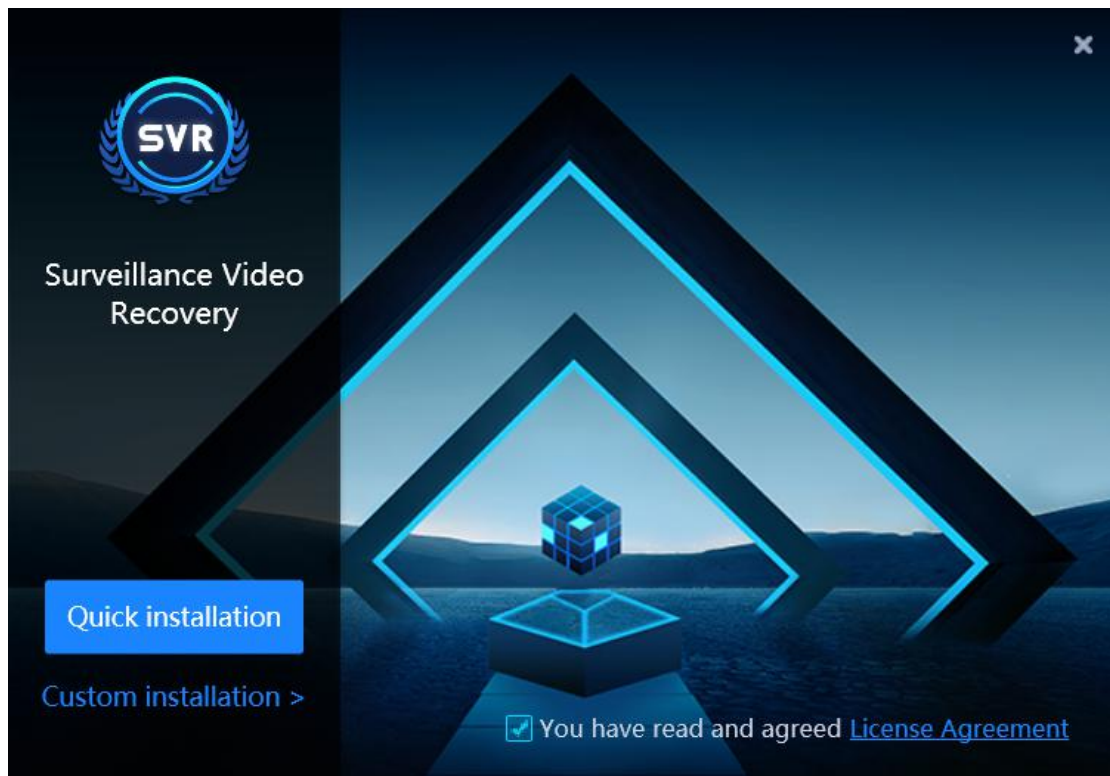 SVR
Surveillance Video
Recovery
Quick installation
Custom installation >
You have read and agreed License Agreement